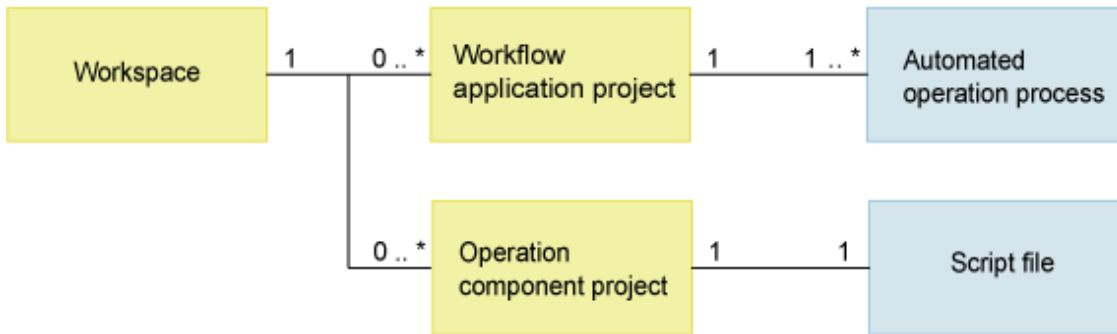 Workspace
1
0 .. *
Workflow
application project
1
1 .. *
Automated
operation process
0 .. *
Operation
component project
1
1
Script file